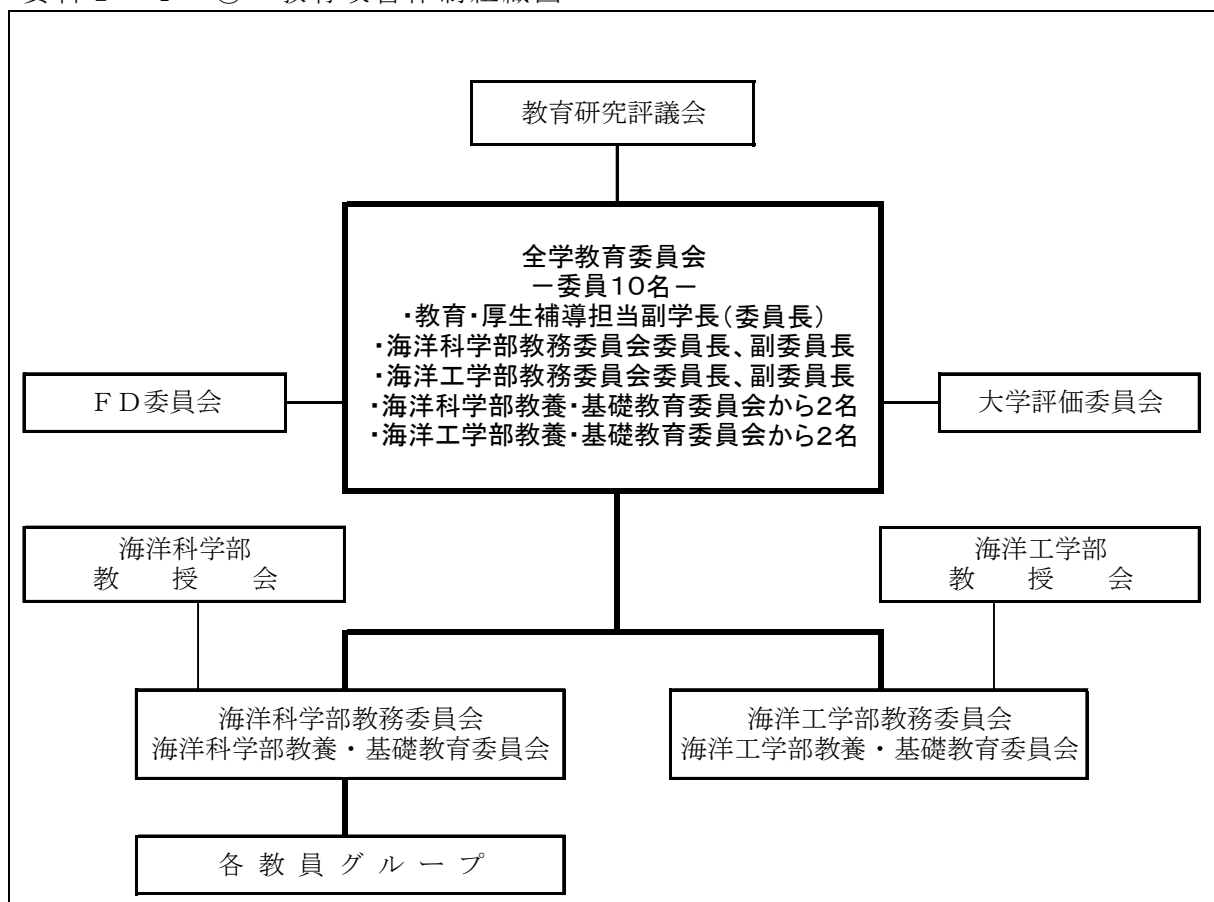 教育研究評議会
全学教育委員会
－委員10名－
・教育・厚生補導担当副学長（委員長）
・海洋科学部教務委員会委員長、副委員長
・海洋工学部教務委員会委員長、副委員長
・海洋科学部教養・基礎教育委員会から2名
・海洋工学部教養・基礎教育委員会から2名
ＦＤ委員会
大学評価委員会
海洋科学部
教　授　会
海洋工学部
教　授　会
海洋科学部教務委員会
海洋科学部教養・基礎教育委員会
海洋工学部教務委員会
海洋工学部教養・基礎教育委員会
各 教 員 グ ル ー プ